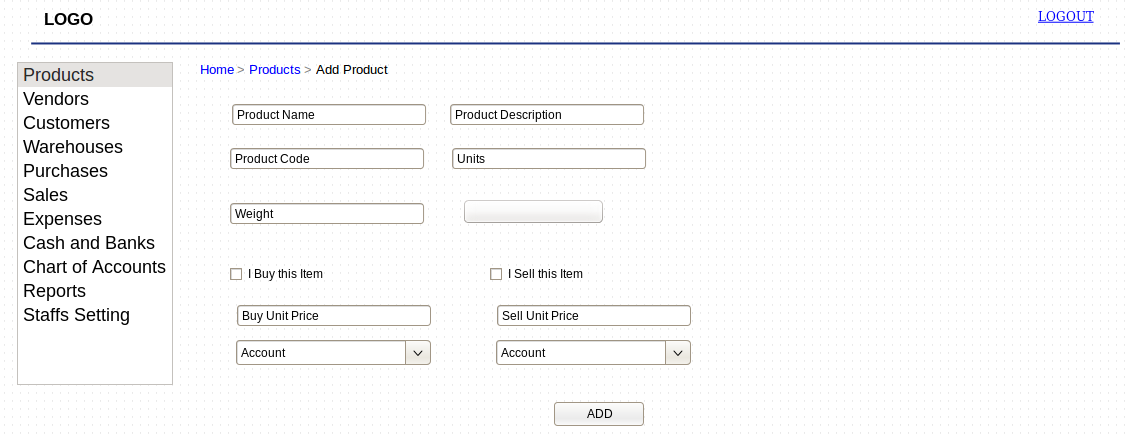 LOGO
LOGOUT
Products
Vendors
Customers
Warehouses
Purchases
Sales
Expenses
Cash and Banks
Chart of Accounts
Reports
Staffs Setting
Home > Products > Add Product
Product Name
Product Description
Product Code
Units
Weight
I Buy this Item
I Sell this Item
Buy Unit Price
Sell Unit Price
Account
Account
ADD